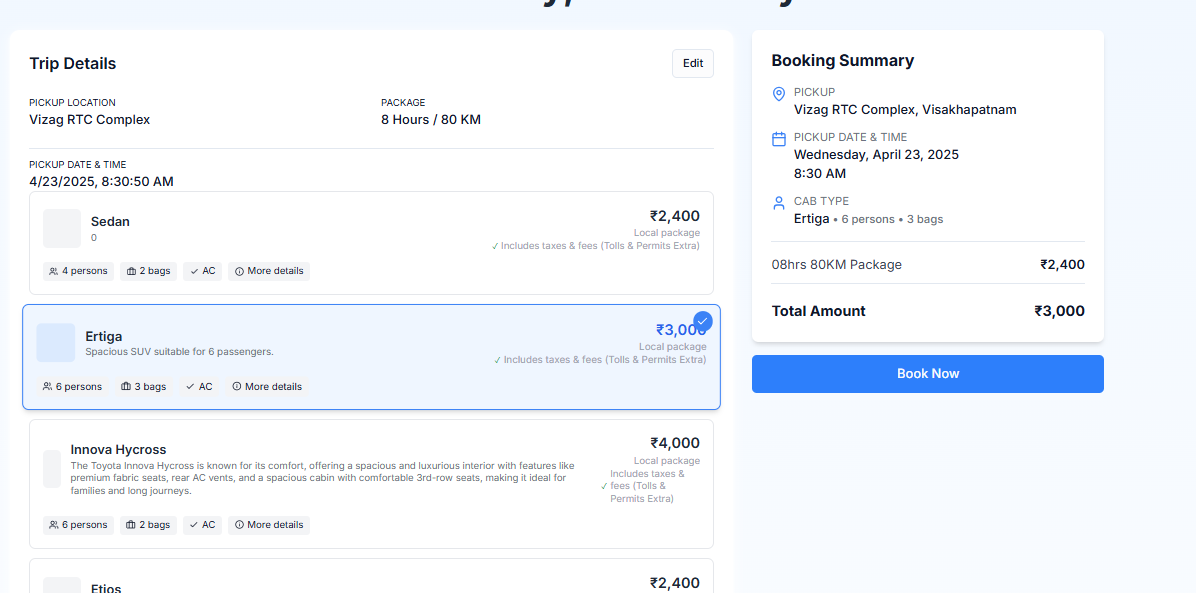 Trip Details
Edit
PICKUP LOCATION
Vizag RTC Complex
PACKAGE
8 Hours / 80 KM
PICKUP DATE & TIME
4/23/2025, 8:30:50 AM
Sedan
0
₹2,400
Local package
✓ Includes taxes & fees (Tolls & Permits Extra)
4 persons
2 bags
AC
More details
Ertiga
Spacious SUV suitable for 6 passengers.
₹3,000
Local package
✓ Includes taxes & fees (Tolls & Permits Extra)
6 persons
3 bags
AC
More details
Innova Hycross
The Toyota Innova Hycross is known for its comfort, offering a spacious and luxurious interior with features like
premium fabric seats, rear AC vents, and a spacious cabin with comfortable 3rd-row seats, making it ideal for
families and long journeys.
₹4,000
Local package
Includes taxes &
✓ fees (Tolls &
Permits Extra)
6 persons
2 bags
AC
More details
Etios
₹2,400
Booking Summary
PICKUP
Vizag RTC Complex, Visakhapatnam
PICKUP DATE & TIME
Wednesday, April 23, 2025
8:30 AM
CAB TYPE
Ertiga • 6 persons • 3 bags
08hrs 80KM Package
₹2,400
Total Amount
₹3,000
Book Now